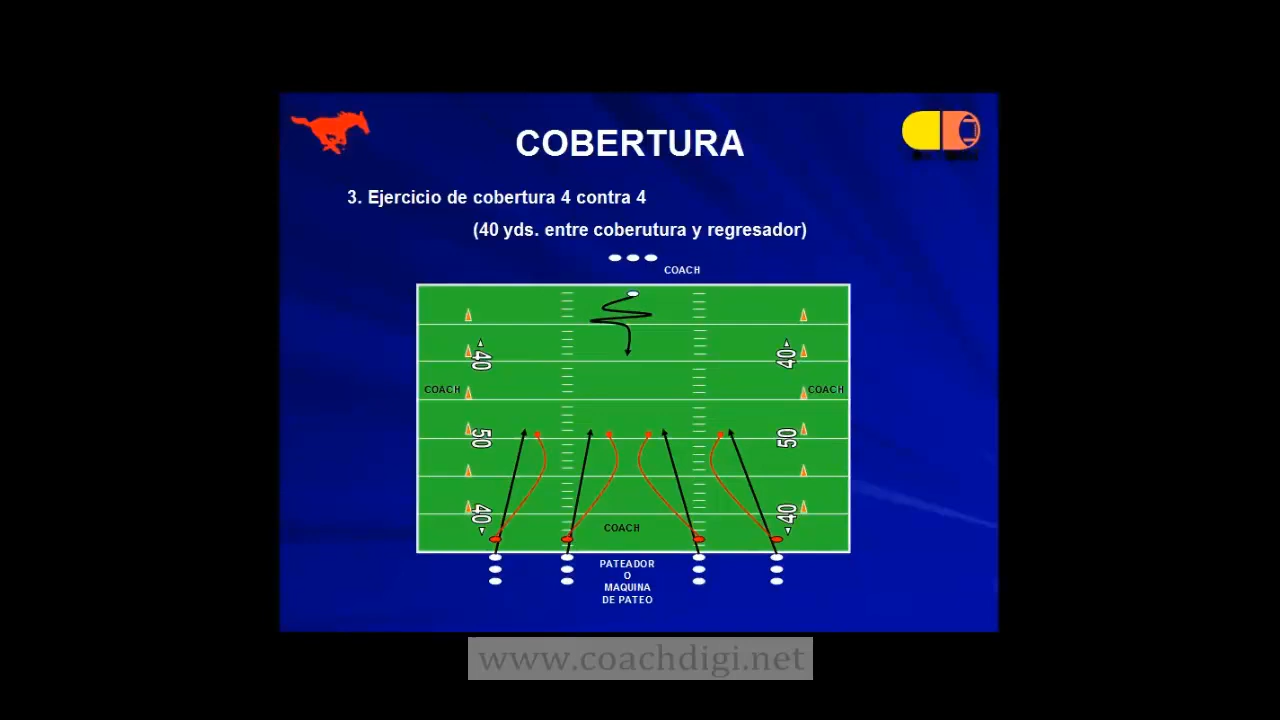 COBERTURA
3. Ejercicio de cobertura 4 contra 4
(40 yds. entre coberutura y regresador)
COACH
40
40
COACH
COACH
50
50
40
40
COACH
PATEADOR
O
MAQUINA
DE PATEO
www.coachdigi.net